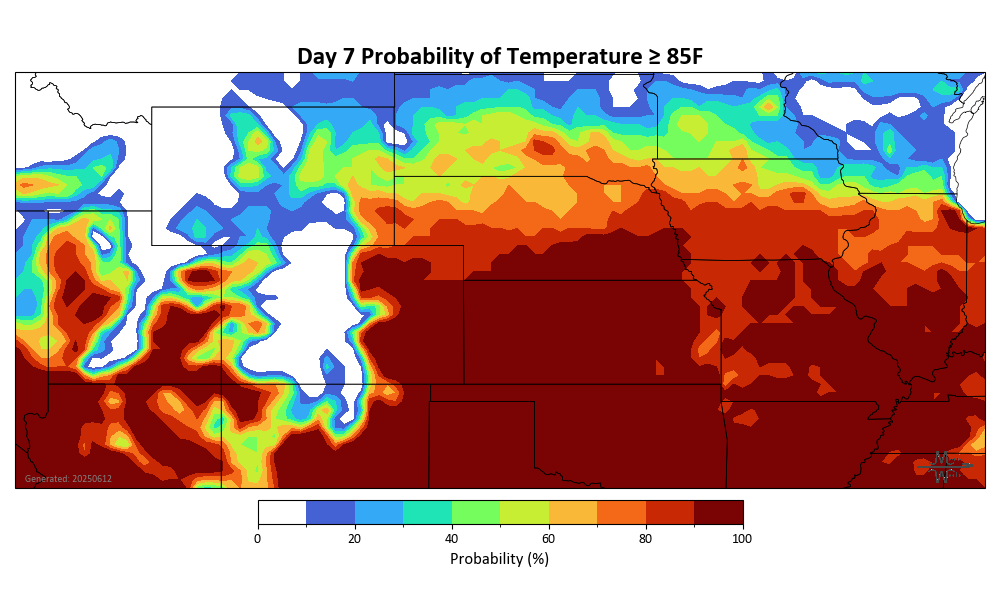 Day 7 Probability of Temperature ≥ 85F
Generated: 20250612
0 20 40 60 80 100
Probability (%)